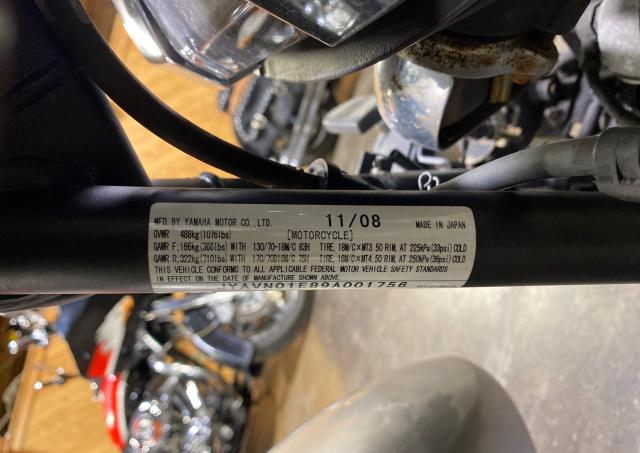 MFD. BY YAMAHA MOTOR CO., LTD. 11/08 MADE IN JAPAN
GVWR 488kg(1076lbs) [MOTORCYCLE]
GAWR F;166kg(366lbs) WITH 130/70-18M/C 63H TIRE, 18M/C×MT3.50 RIM, AT 225kPa(33psi) COLD
GAWR R;322kg(710lbs) WITH 170/70B16M/C 75H TIRE, 16M/C×MT4.50 RIM, AT 250kPa(36psi) COLD
THIS VEHICLE CONFORMS TO ALL APPLICABLE FEDERAL MOTOR VEHICLE SAFETY STANDARDS
IN EFFECT ON THE DATE OF MANUFACTURE SHOWN ABOVE.
JYAVN01E89A001756